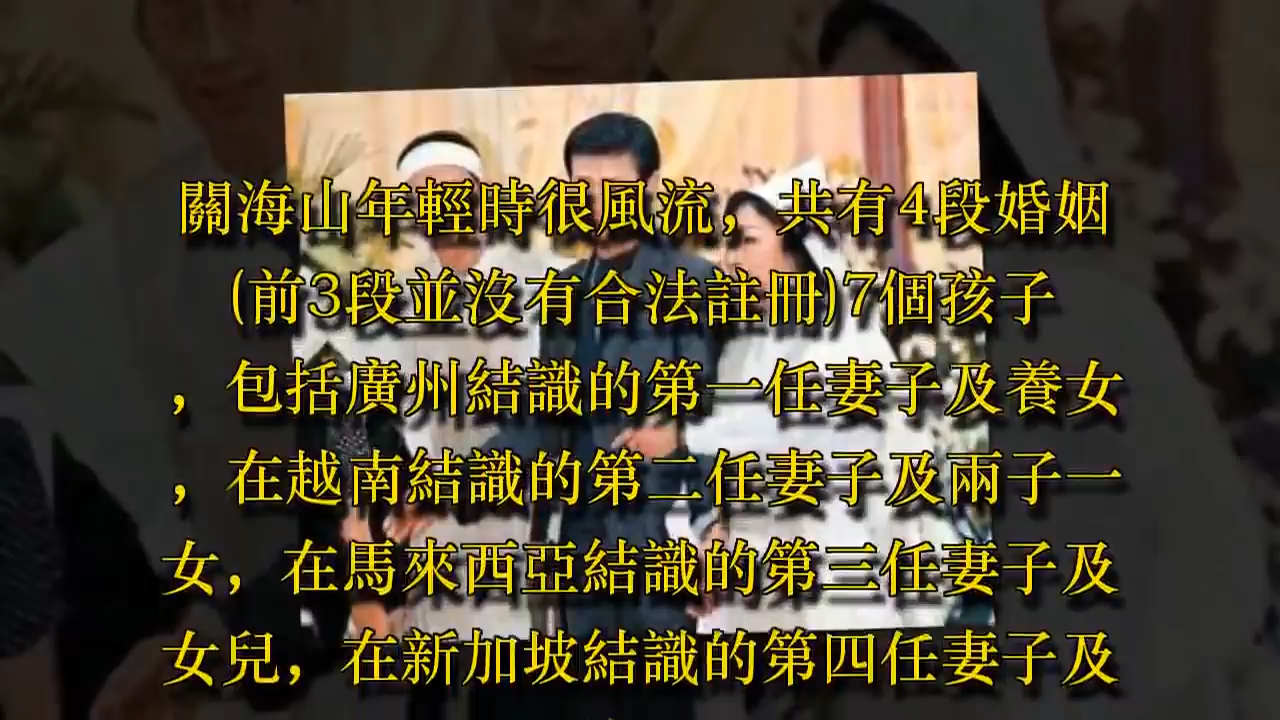 關海山年輕時很風流，共有4段婚姻
(前3段並沒有合法註冊)7個孩子
，包括廣州結識的第一任妻子及養女
，在越南結識的第二任妻子及兩子一
女，在馬來西亞結識的第三任妻子及
女兒，在新加坡結識的第四任妻子及